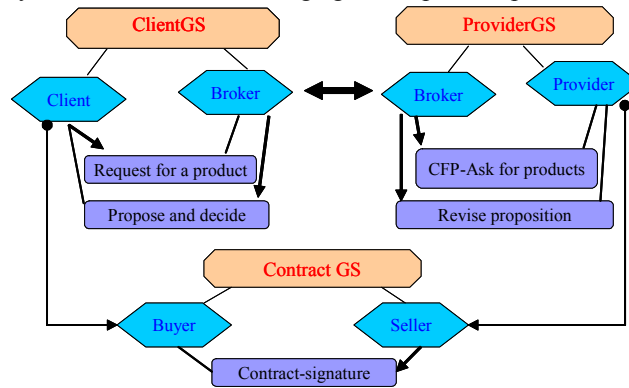 ClientGS
ProviderGS
Client
Broker
Broker
Provider
Request for a product
CFP-Ask for products
Propose and decide
Revise proposition
Contract GS
Buyer
Seller
Contract-signature